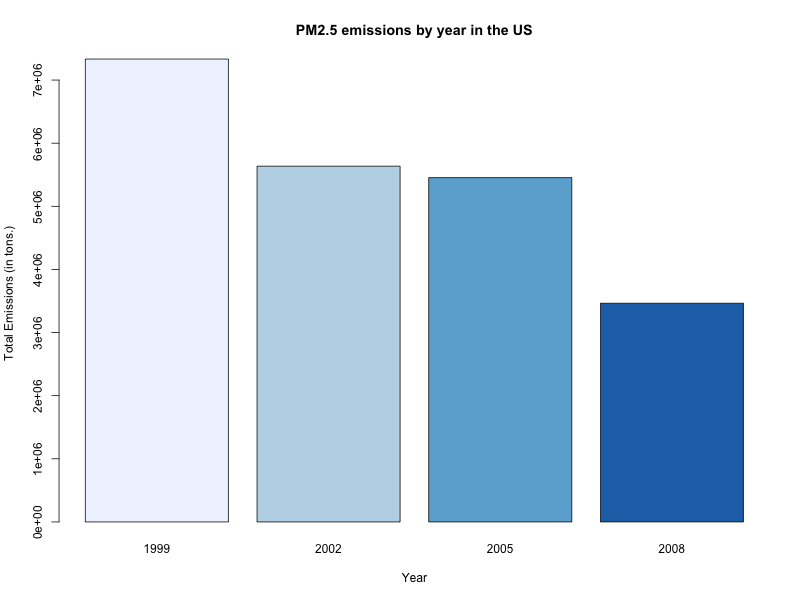 PM2.5 emissions by year in the US
Total Emissions (in tons.)
7e+06
6e+06
5e+06
4e+06
3e+06
2e+06
1e+06
0e+00
1999
2002
2005
2008
Year